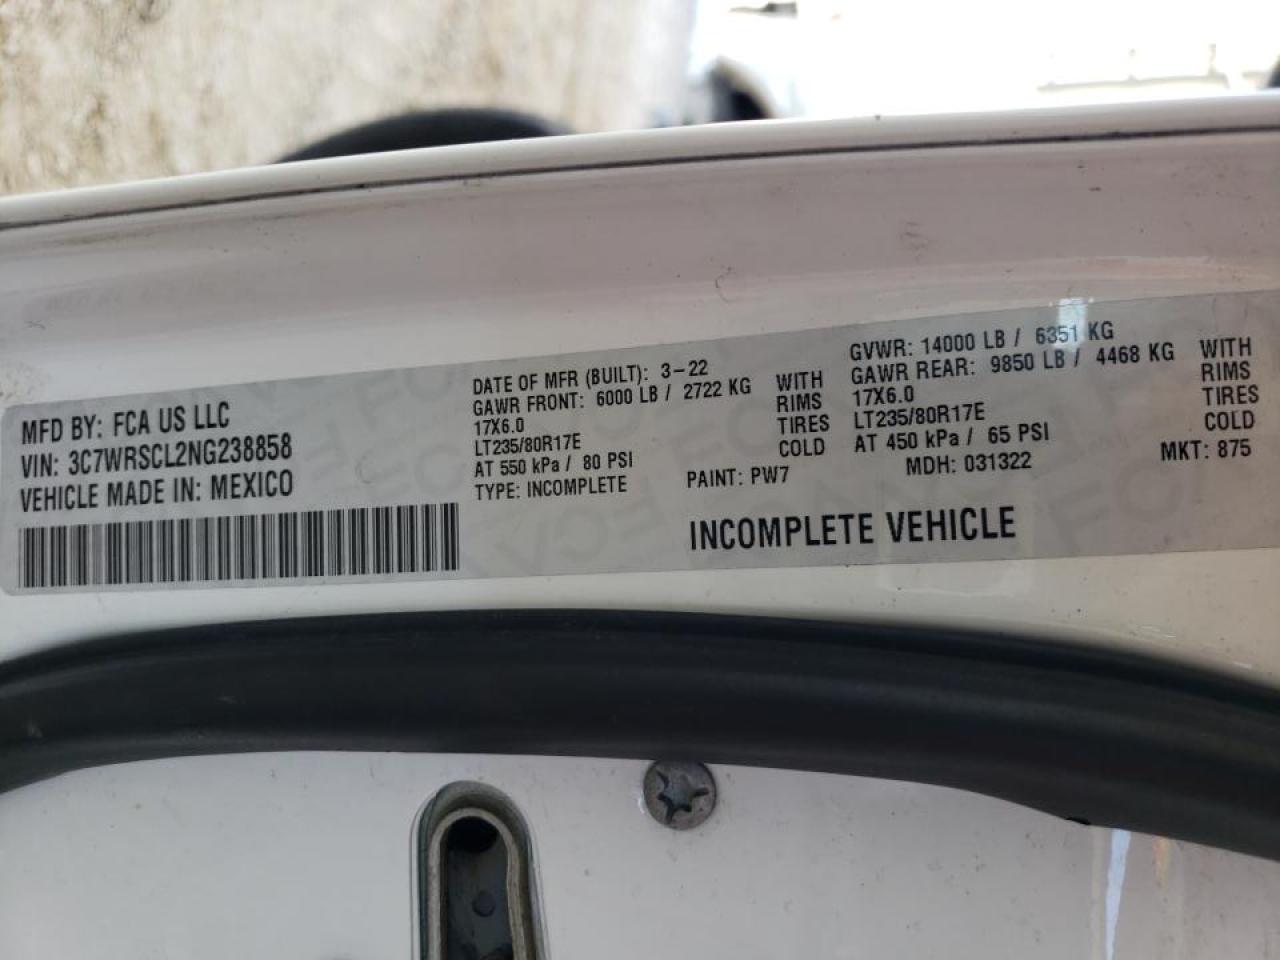 MFD BY: FCA US LLC
VIN: 3C7WRSCL2NG238858
VEHICLE MADE IN: MEXICO
DATE OF MFR (BUILT): 3-22
GAWR FRONT: 6000 LB / 2722 KG WITH
17X6.0 RIMS
LT235/80R17E TIRES
AT 550 kPa / 80 PSI COLD
TYPE: INCOMPLETE
PAINT: PW7
GVWR: 14000 LB / 6351 KG
GAWR REAR: 9850 LB / 4468 KG WITH
17X6.0 RIMS
LT235/80R17E TIRES
AT 450 kPa / 65 PSI COLD
MDH: 031322
MKT: 875
INCOMPLETE VEHICLE